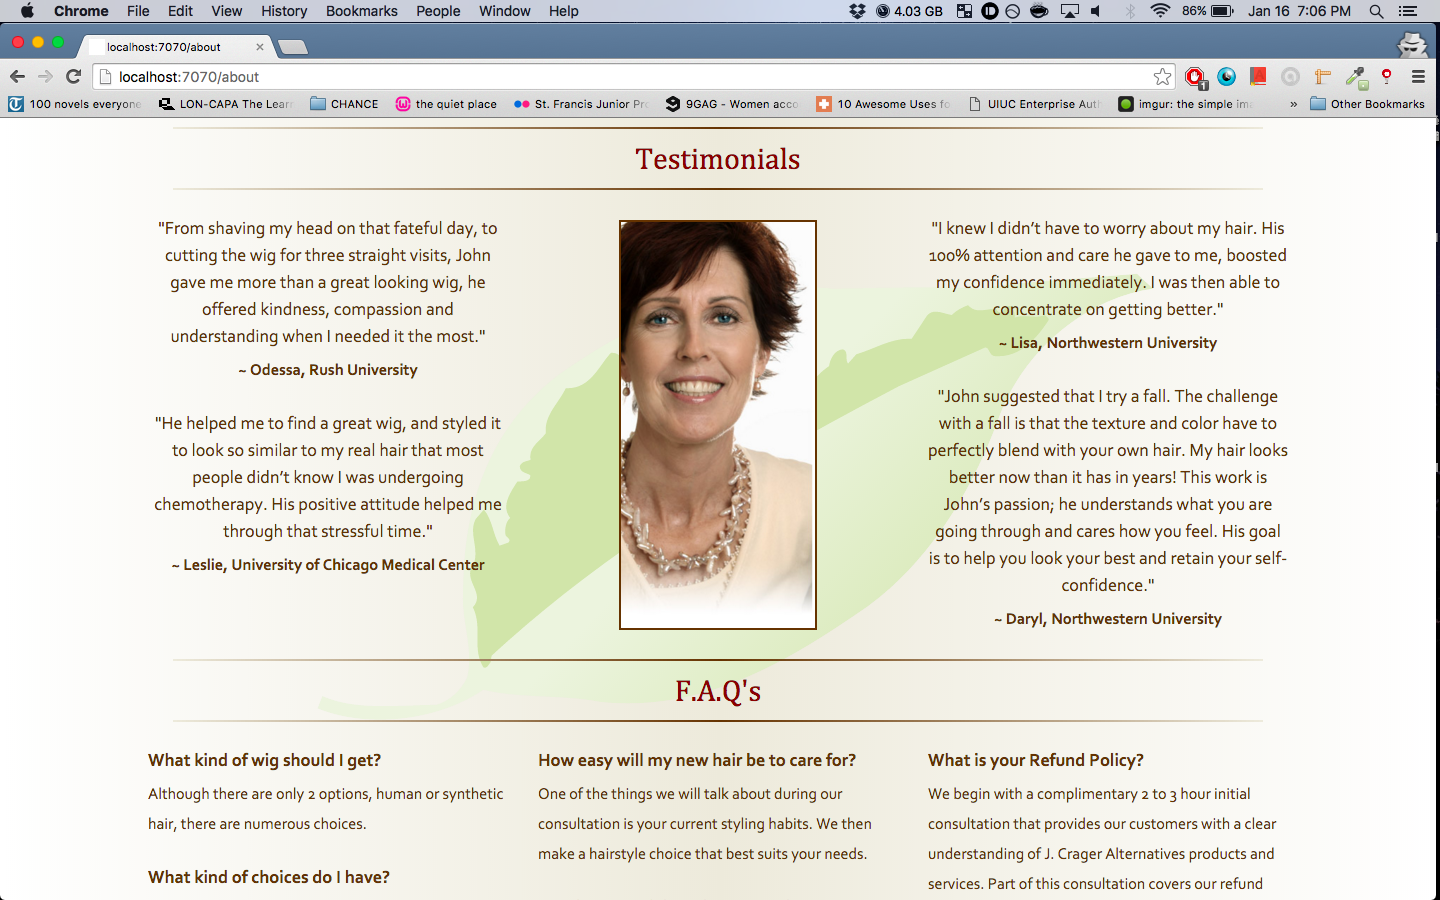 Chrome File Edit View History Bookmarks People Window Help 4.03 GB 86% Jan 16 7:06 PM
localhost:7070/about
localhost:7070/about
100 novels everyone LON-CAPA The Lear CHANCE the quiet place St. Francis Junior Pr 9GAG - Women acco 10 Awesome Uses fo UIUC Enterprise Aut imgur: the simple im » Other Bookmarks
Testimonials
"From shaving my head on that fateful day, to
cutting the wig for three straight visits, John
gave me more than a great looking wig, he
offered kindness, compassion and
understanding when I needed it the most."
~ Odessa, Rush University
"He helped me to find a great wig, and styled it
to look so similar to my real hair that most
people didn’t know I was undergoing
chemotherapy. His positive attitude helped me
through that stressful time."
~ Leslie, University of Chicago Medical Center
"I knew I didn’t have to worry about my hair. His
100% attention and care he gave to me, boosted
my confidence immediately. I was then able to
concentrate on getting better."
~ Lisa, Northwestern University
"John suggested that I try a fall. The challenge
with a fall is that the texture and color have to
perfectly blend with your own hair. My hair looks
better now than it has in years! This work is
John’s passion; he understands what you are
going through and cares how you feel. His goal
is to help you look your best and retain your self-
confidence."
~ Daryl, Northwestern University
F.A.Q's
What kind of wig should I get?
Although there are only 2 options, human or synthetic
hair, there are numerous choices.
What kind of choices do I have?
How easy will my new hair be to care for?
One of the things we will talk about during our
consultation is your current styling habits. We then
make a hairstyle choice that best suits your needs.
What is your Refund Policy?
We begin with a complimentary 2 to 3 hour initial
consultation that provides our customers with a clear
understanding of J. Crager Alternatives products and
services. Part of this consultation covers our refund